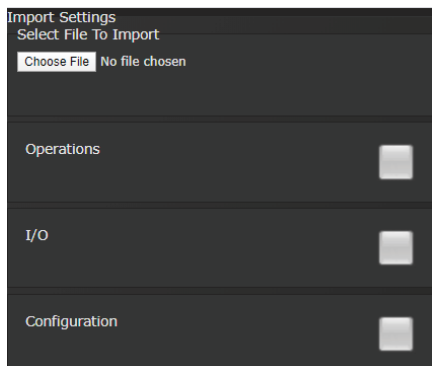 Import Settings
Select File To Import
Choose File No file chosen
Operations
I/O
Configuration